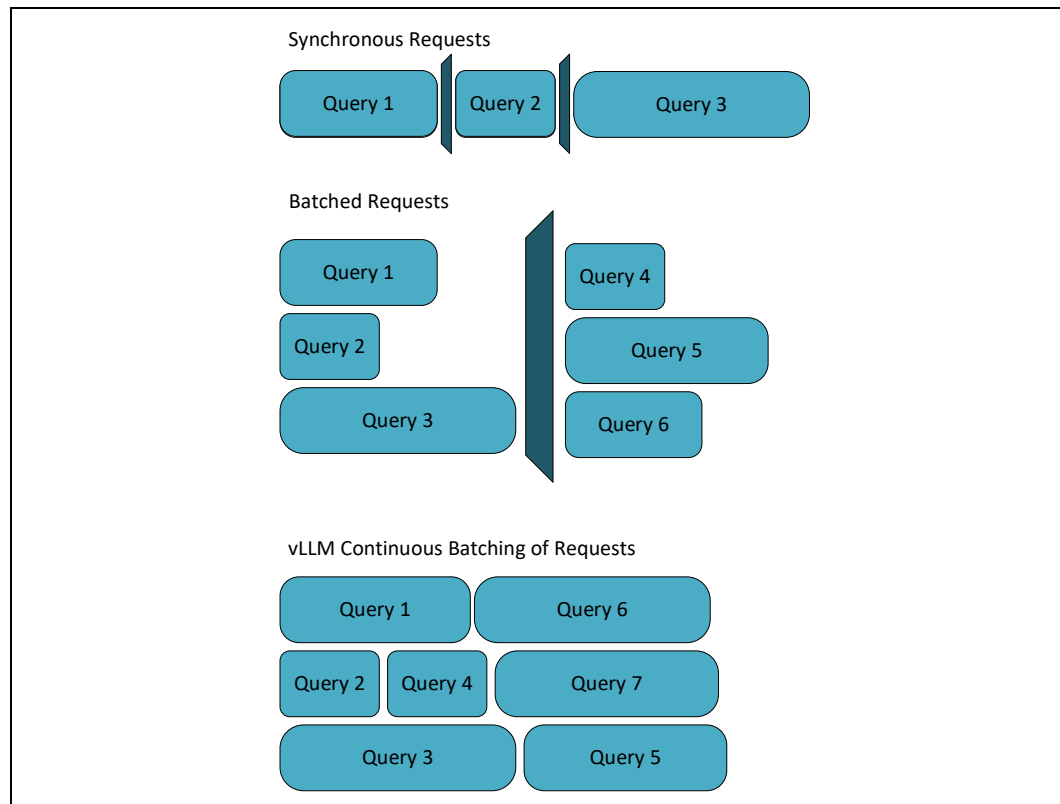 Synchronous Requests
Query 1 Query 2 Query 3
Batched Requests
Query 1 Query 4
Query 2 Query 5
Query 3 Query 6
vLLM Continuous Batching of Requests
Query 1 Query 6
Query 2 Query 4 Query 7
Query 3 Query 5